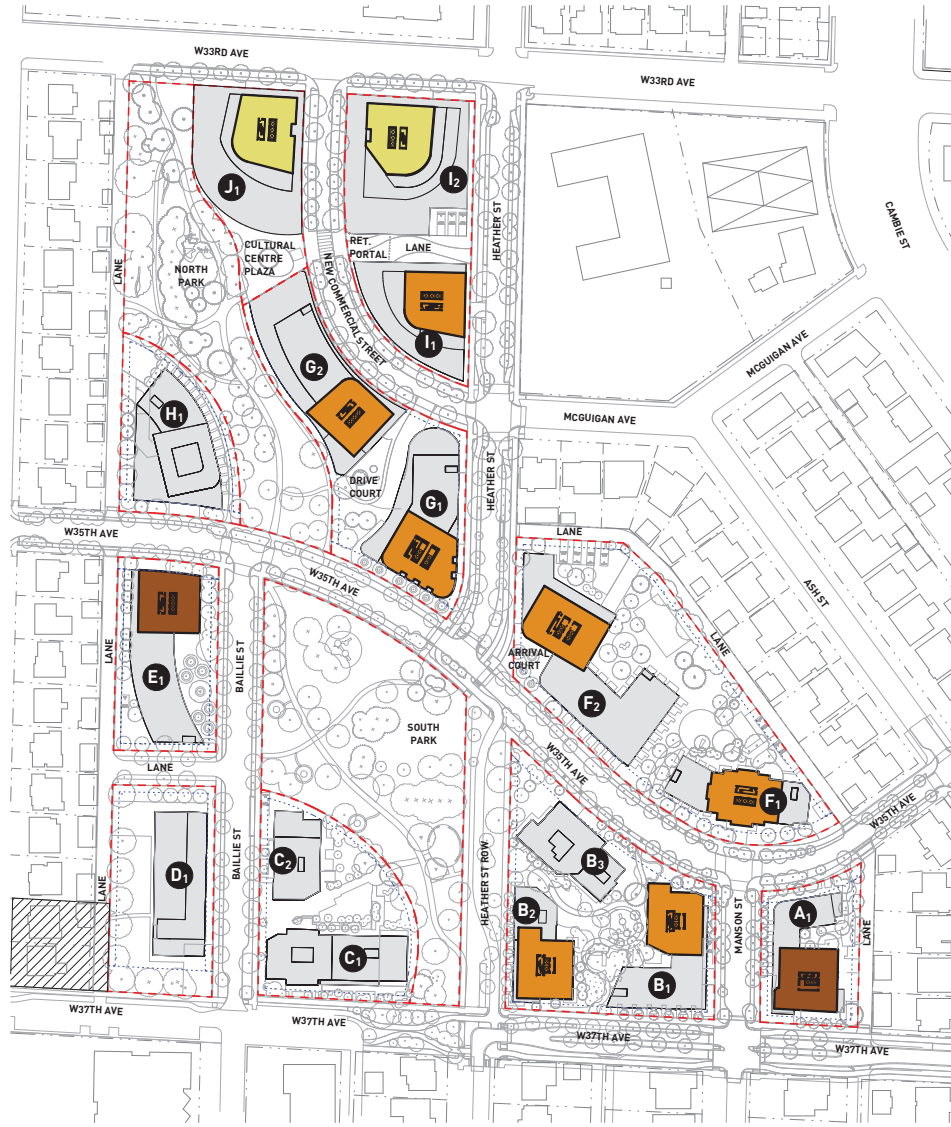 W33RD AVE
W33RD AVE
J1
I2
HEATHER ST
CAMBIE ST
CULTURAL
CENTRE
PLAZA
RET.
PORTAL
LANE
NORTH
PARK
LANE
NEW COMMERCIAL STREET
I1
G2
MCGUIGAN AVE
MCGUIGAN AVE
H1
DRIVE
COURT
G1
HEATHER ST
W35TH AVE
LANE
W35TH AVE
ASH ST
LANE
LANE
BAILLIE ST
ARRIVAL
COURT
E1
F2
SOUTH
PARK
W35TH AVE
LANE
F1
W35TH AVE
C2
B3
D1
BAILLIE ST
LANE
HEATHER ST ROW
B2
MANSON ST
A1
LANE
C1
B1
W37TH AVE
W37TH AVE
W37TH AVE
W37TH AVE